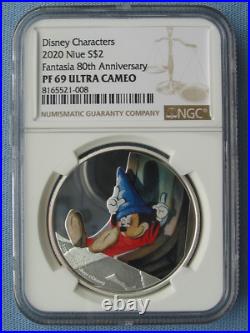 Disney Characters
2020 Niue S$2
Fantasia 80th Anniversary
PF 69 ULTRA CAMEO
8165521-008
NGC
NUMISMATIC GUARANTY COMPANY